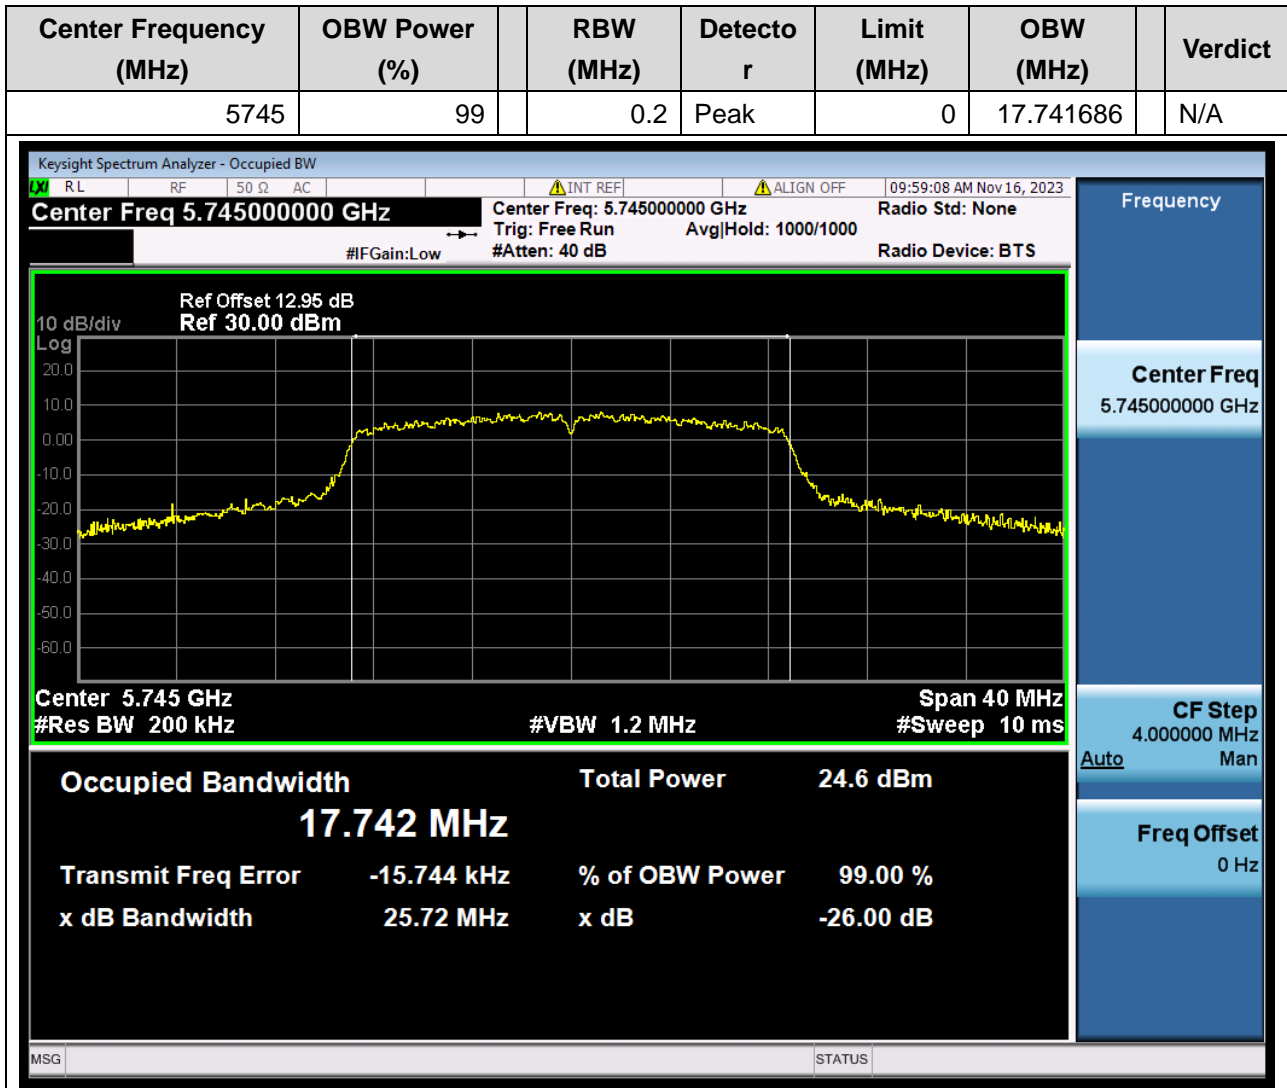 Center Frequency (MHz) OBW Power (%) RBW (MHz) Detecto r Limit (MHz) OBW (MHz) Verdict
5745 99 0.2 Peak 0 17.741686 N/A
Keysight Spectrum Analyzer - Occupied BW
LXI RL RF 50 Ω AC INT REF ALIGN OFF 09:59:08 AM Nov 16, 2023
Center Freq 5.745000000 GHz
Center Freq: 5.745000000 GHz Radio Std: None
Trig: Free Run Avg|Hold: 1000/1000
#IFGain:Low #Atten: 40 dB Radio Device: BTS
Frequency
Ref Offset 12.95 dB
10 dB/div Ref 30.00 dBm
Log
20.0
10.0
0.00
-10.0
-20.0
-30.0
-40.0
-50.0
-60.0
Center 5.745 GHz Span 40 MHz
#Res BW 200 kHz #VBW 1.2 MHz #Sweep 10 ms
Center Freq
5.745000000 GHz
CF Step
4.000000 MHz
Auto Man
Freq Offset
0 Hz
Occupied Bandwidth Total Power 24.6 dBm
17.742 MHz
Transmit Freq Error -15.744 kHz % of OBW Power 99.00 %
x dB Bandwidth 25.72 MHz x dB -26.00 dB
MSG STATUS